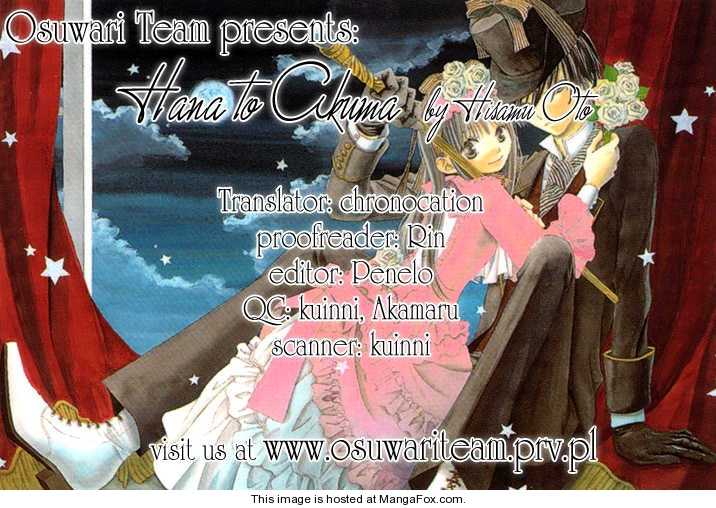 Osuwari Team presents:
Hana to Akuma by Hisamu Oto
Translator: chronocation
proofreader: Rin
editor: Penelo
QC: kuinni, Akamaru
scanner: kuinni
visit us at www.osuwariteam.prv.pl
This image is hosted at MangaFox.com.